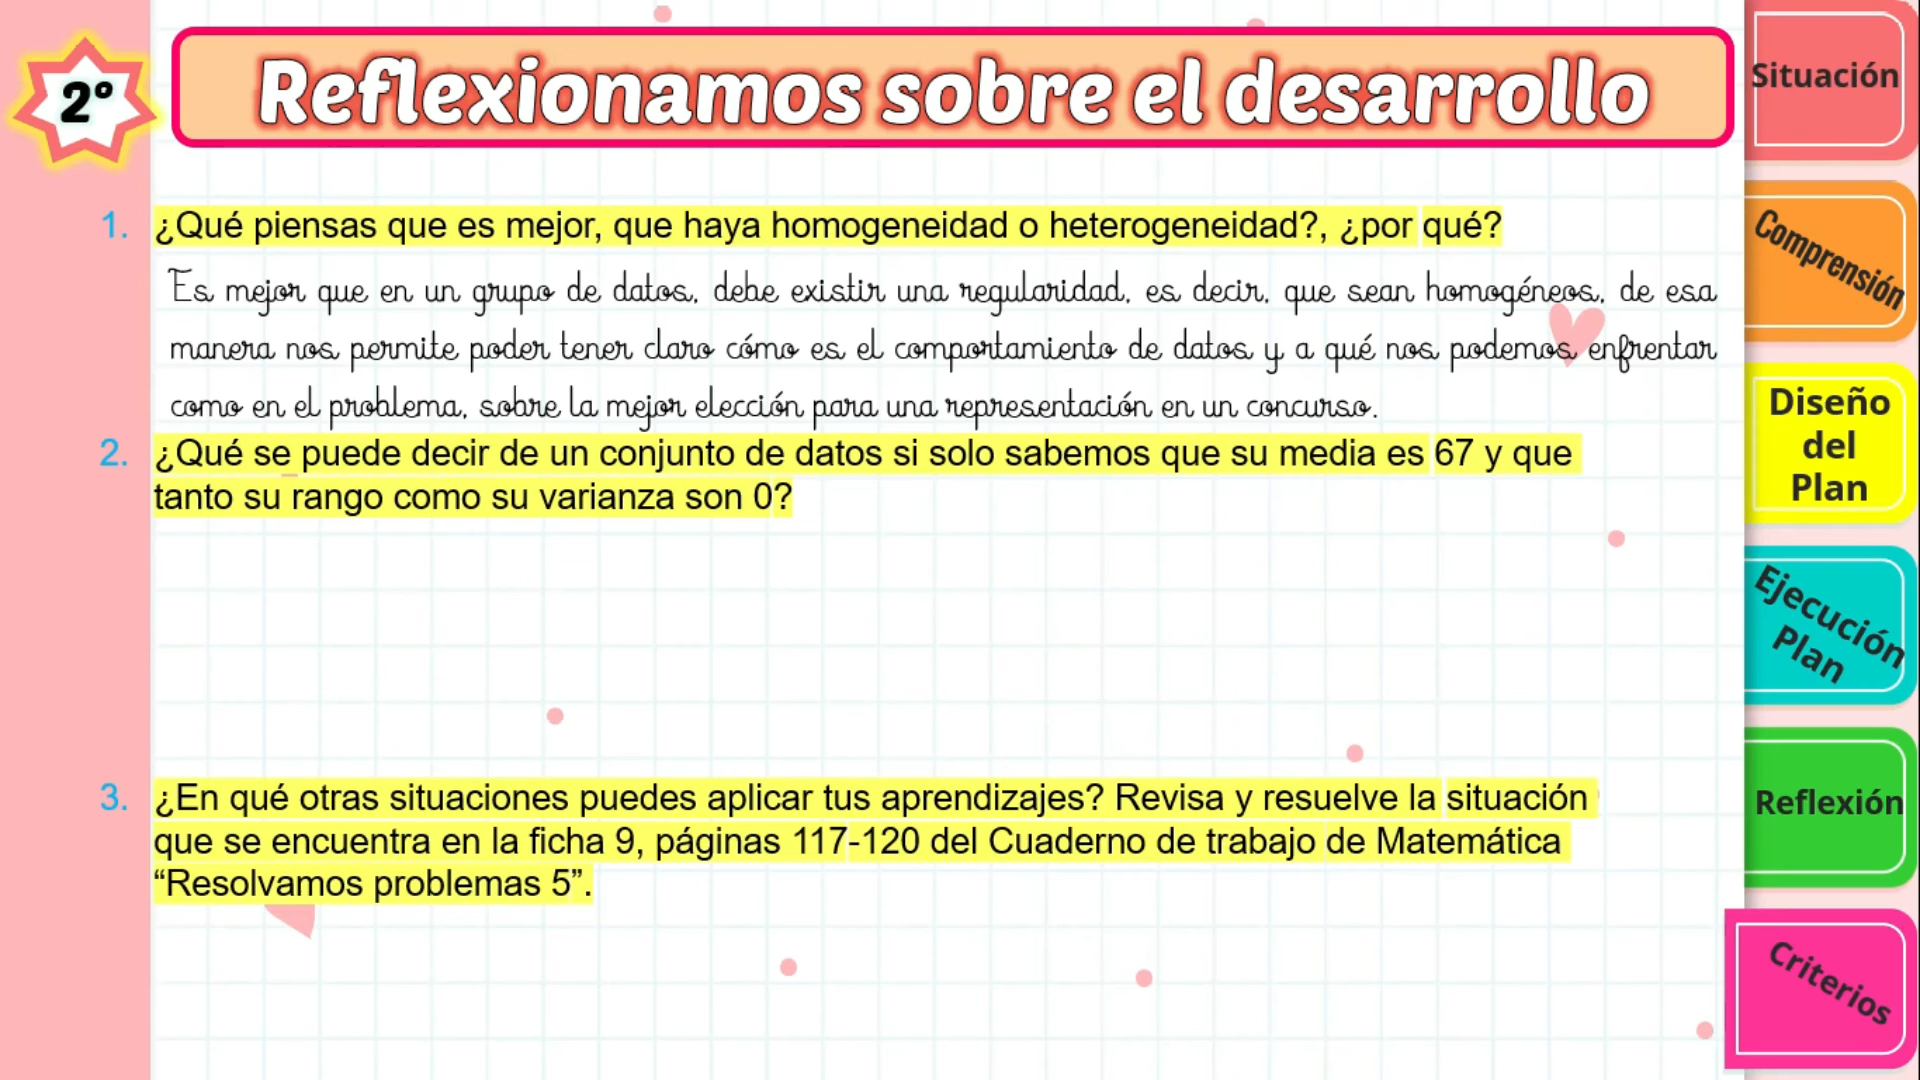 2°
Reflexionamos sobre el desarrollo
1. ¿Qué piensas que es mejor, que haya homogeneidad o heterogeneidad?, ¿por qué?
Es mejor que en un grupo de datos, debe existir una regularidad, es decir, que sean homogéneos, de esa
manera nos permite poder tener claro cómo es el comportamiento de datos y a qué nos podemos enfrentar
como en el problema, sobre la mejor elección para una representación en un concurso.
2. ¿Qué se puede decir de un conjunto de datos si solo sabemos que su media es 67 y que
tanto su rango como su varianza son 0?
3. ¿En qué otras situaciones puedes aplicar tus aprendizajes? Revisa y resuelve la situación
que se encuentra en la ficha 9, páginas 117-120 del Cuaderno de trabajo de Matemática
“Resolvamos problemas 5”.
Situación
Comprensión
Diseño
del
Plan
Ejecución
Plan
Reflexión
Criterios